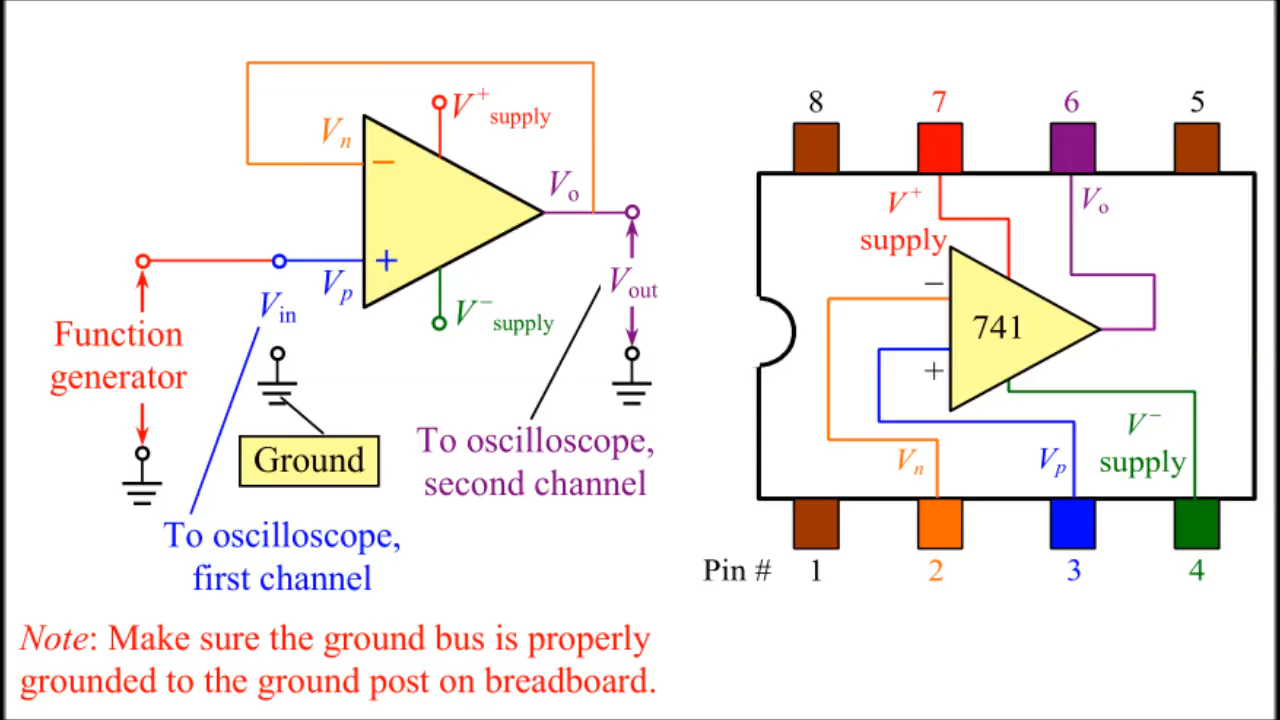 V+supply
Vn
−
Vo
+
Vp
Vin
Vout
V−supply
Function
generator
Ground
To oscilloscope,
second channel
To oscilloscope,
first channel
Note: Make sure the ground bus is properly
grounded to the ground post on breadboard.
8 7 6 5
V+
supply
Vo
−
741
+
V−
supply
Vn
Vp
Pin # 1 2 3 4